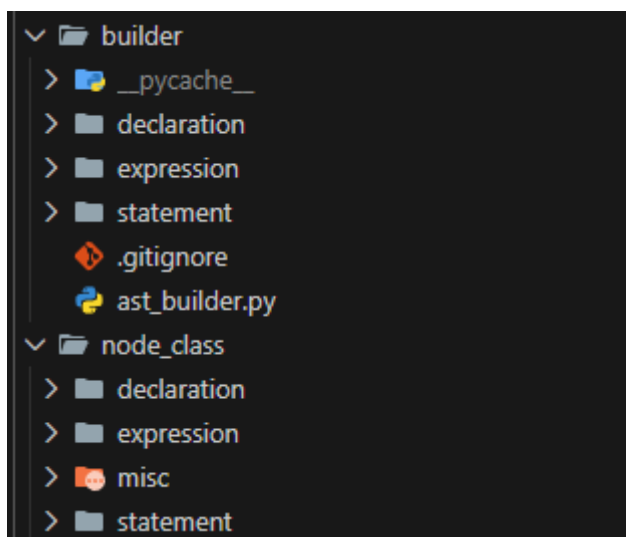 builder
__pycache__
declaration
expression
statement
.gitignore
ast_builder.py
node_class
declaration
expression
misc
statement